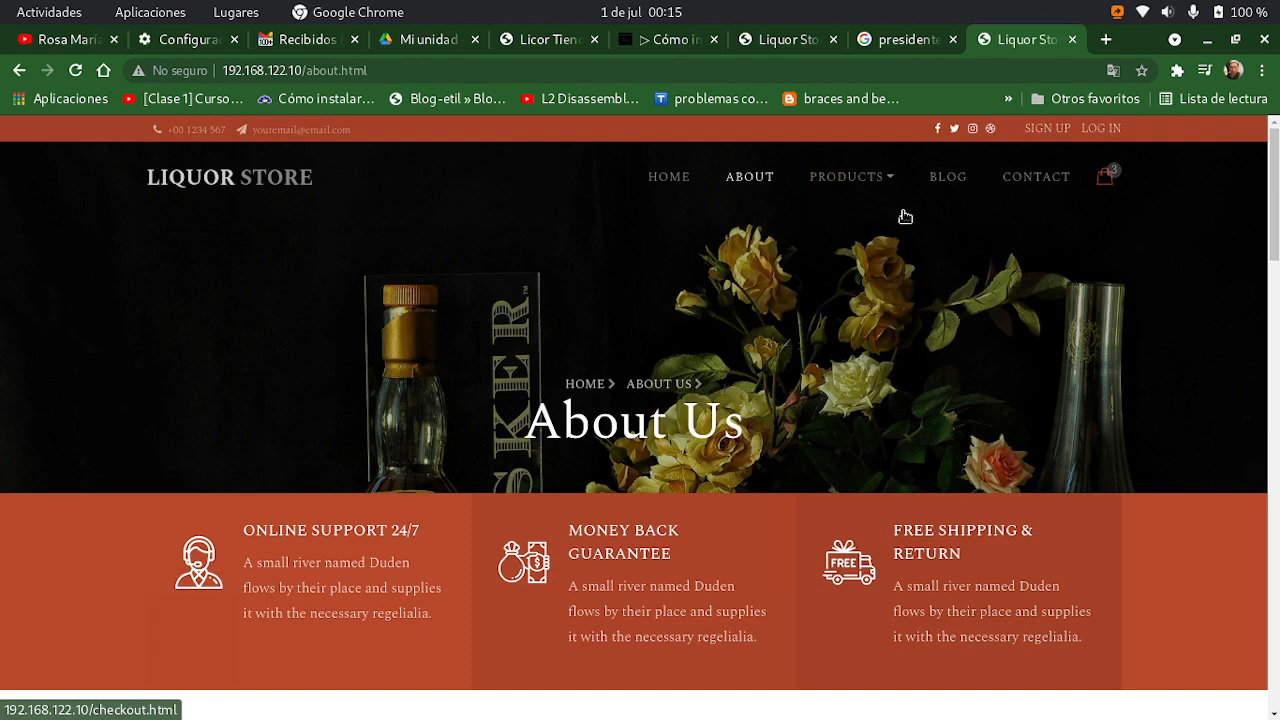 Actividades Aplicaciones Lugares Google Chrome 1 de jul 00:15 100 %
Rosa María Configurac Recibidos ( Mi unidad Licor Tien ▷ Cómo in Liquor Sto presidente Liquor Sto
No seguro | 192.168.122.10/about.html
Aplicaciones [Clase 1] Curso... Cómo instalar... Blog-etil » Blo... L2 Disassembl... problemas co... braces and be... » Otros favoritos Lista de lectura
+00 1234 567 youremail@email.com SIGN UP LOG IN
LIQUOR STORE HOME ABOUT PRODUCTS BLOG CONTACT 3
SKER™
HOME ABOUT US
About Us
ONLINE SUPPORT 24/7
A small river named Duden
flows by their place and supplies
it with the necessary regelialia.
MONEY BACK
GUARANTEE
A small river named Duden
flows by their place and supplies
it with the necessary regelialia.
FREE
FREE SHIPPING &
RETURN
A small river named Duden
flows by their place and supplies
it with the necessary regelialia.
192.168.122.10/checkout.html